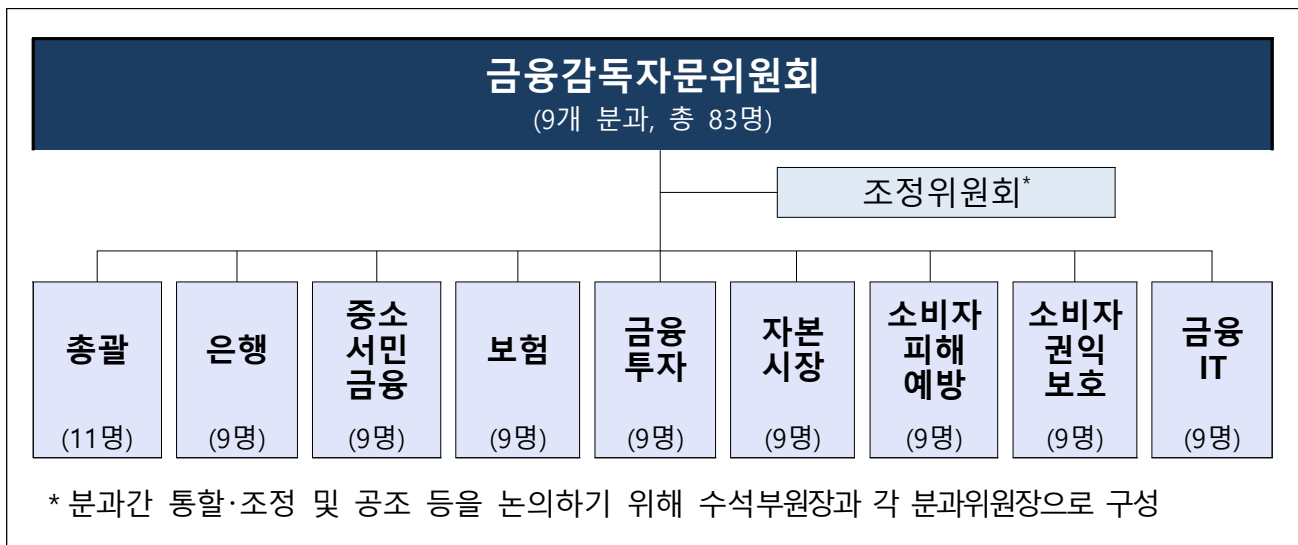 금융감독자문위원회
(9개 분과, 총 83명)
조정위원회*
총괄
(11명)
은행
(9명)
중소
서민
금융
(9명)
보험
(9명)
금융
투자
(9명)
자본
시장
(9명)
소비자
피해
예방
(9명)
소비자
권익
보호
(9명)
금융
IT
(9명)
* 분과간 통할·조정 및 공조 등을 논의하기 위해 수석부원장과 각 분과위원장으로 구성